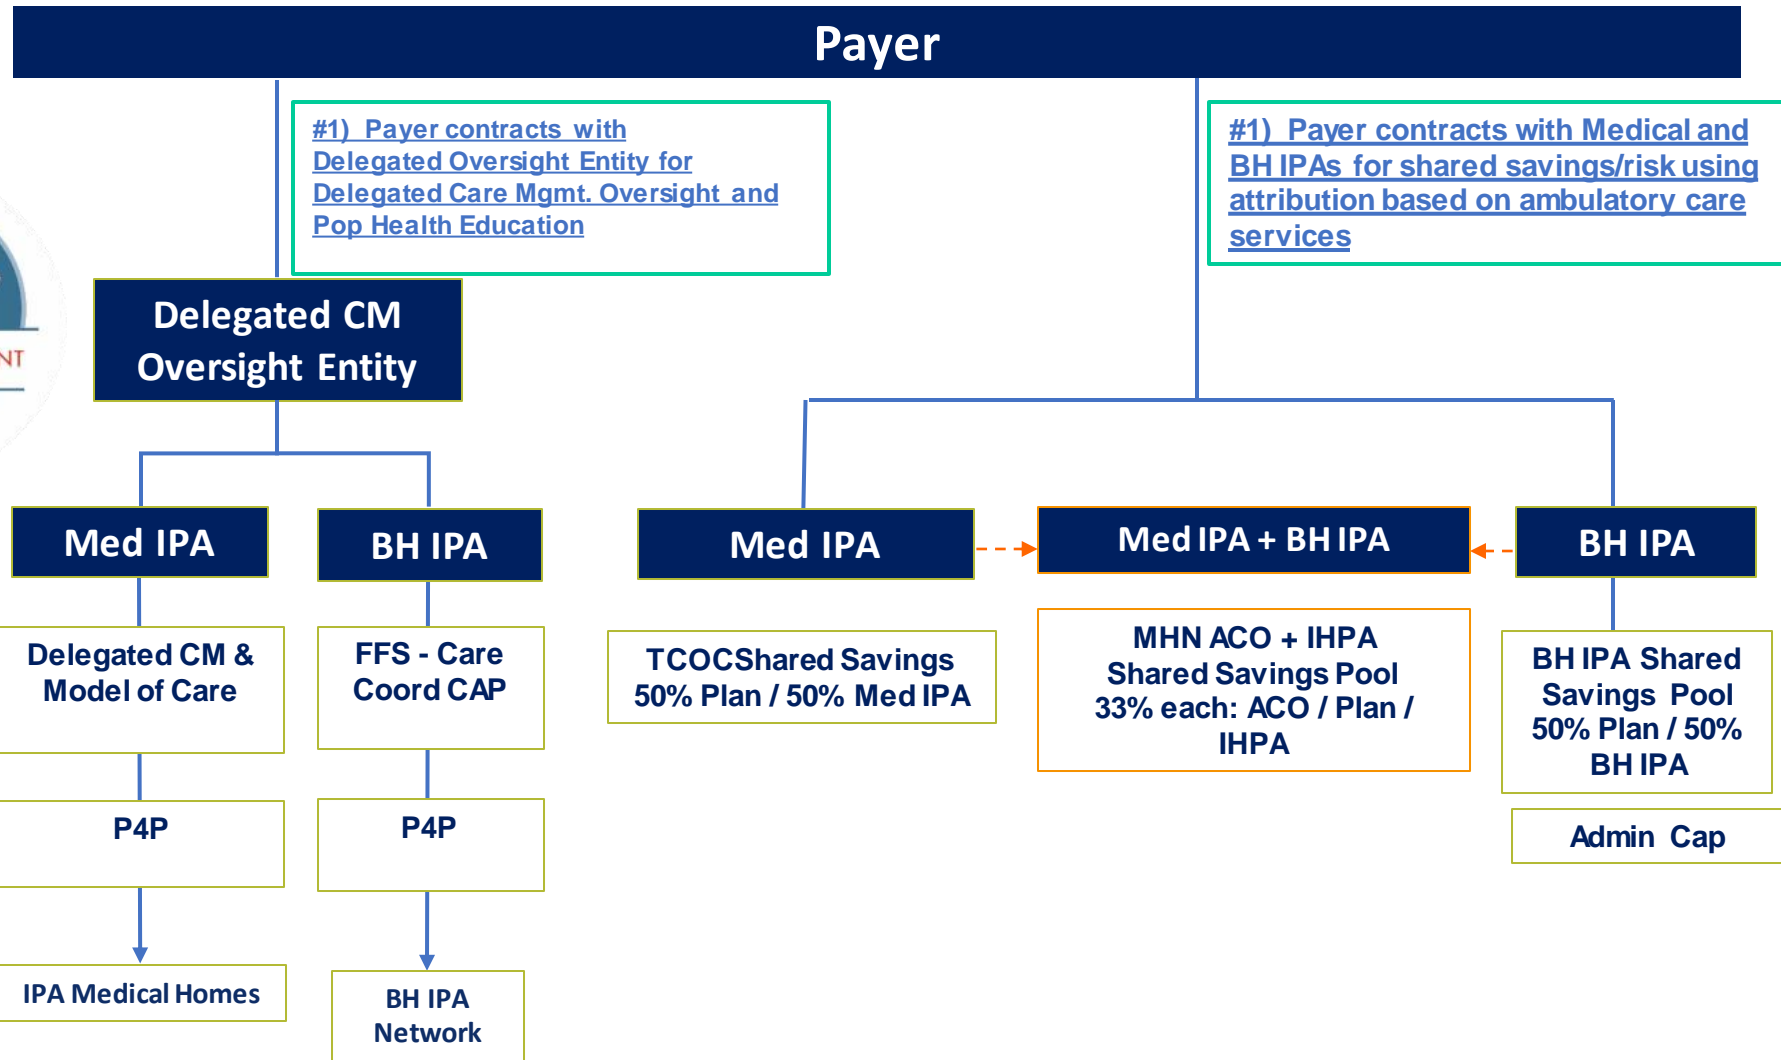 Payer
#1) Payer contracts with
Delegated Oversight Entity for
Delegated Care Mgmt. Oversight and
Pop Health Education
#1) Payer contracts with Medical and
BH IPAs for shared savings/risk using
attribution based on ambulatory care
services
NT
Delegated CM
Oversight Entity
Med IPA
BH IPA
Med IPA
Med IPA + BH IPA
BH IPA
Delegated CM &
Model of Care
FFS - Care
Coord CAP
TCOCShared Savings
50% Plan / 50% Med IPA
MHN ACO + IHPA
Shared Savings Pool
33% each: ACO / Plan /
IHPA
BH IPA Shared
Savings Pool
50% Plan / 50%
BH IPA
P4P
P4P
Admin Cap
IPA Medical Homes
BH IPA
Network